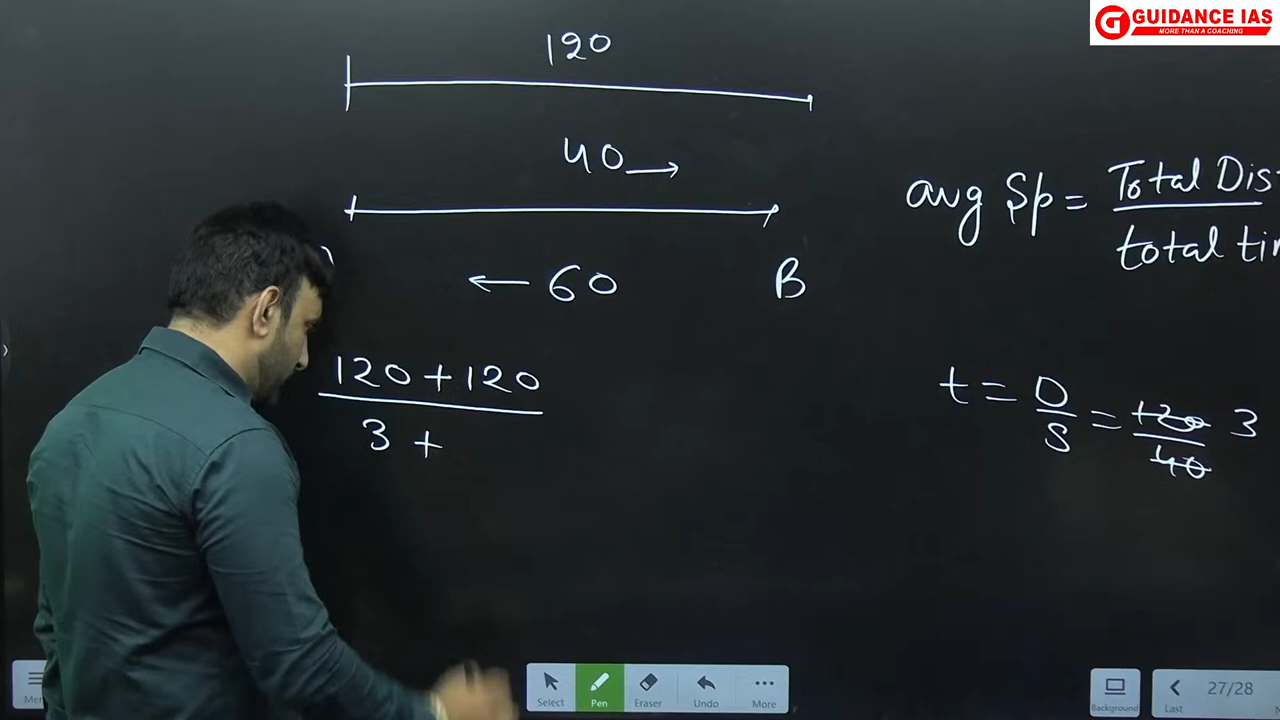 GUIDANCE IAS
MORE THAN A COACHING
120
40 →
← 60
B
avg Sp = Total Dis
total ti
120 + 120
3 +
t = D
S
= 120
40
3
Select
Pen
Eraser
Undo
More
Background
Last
27/28